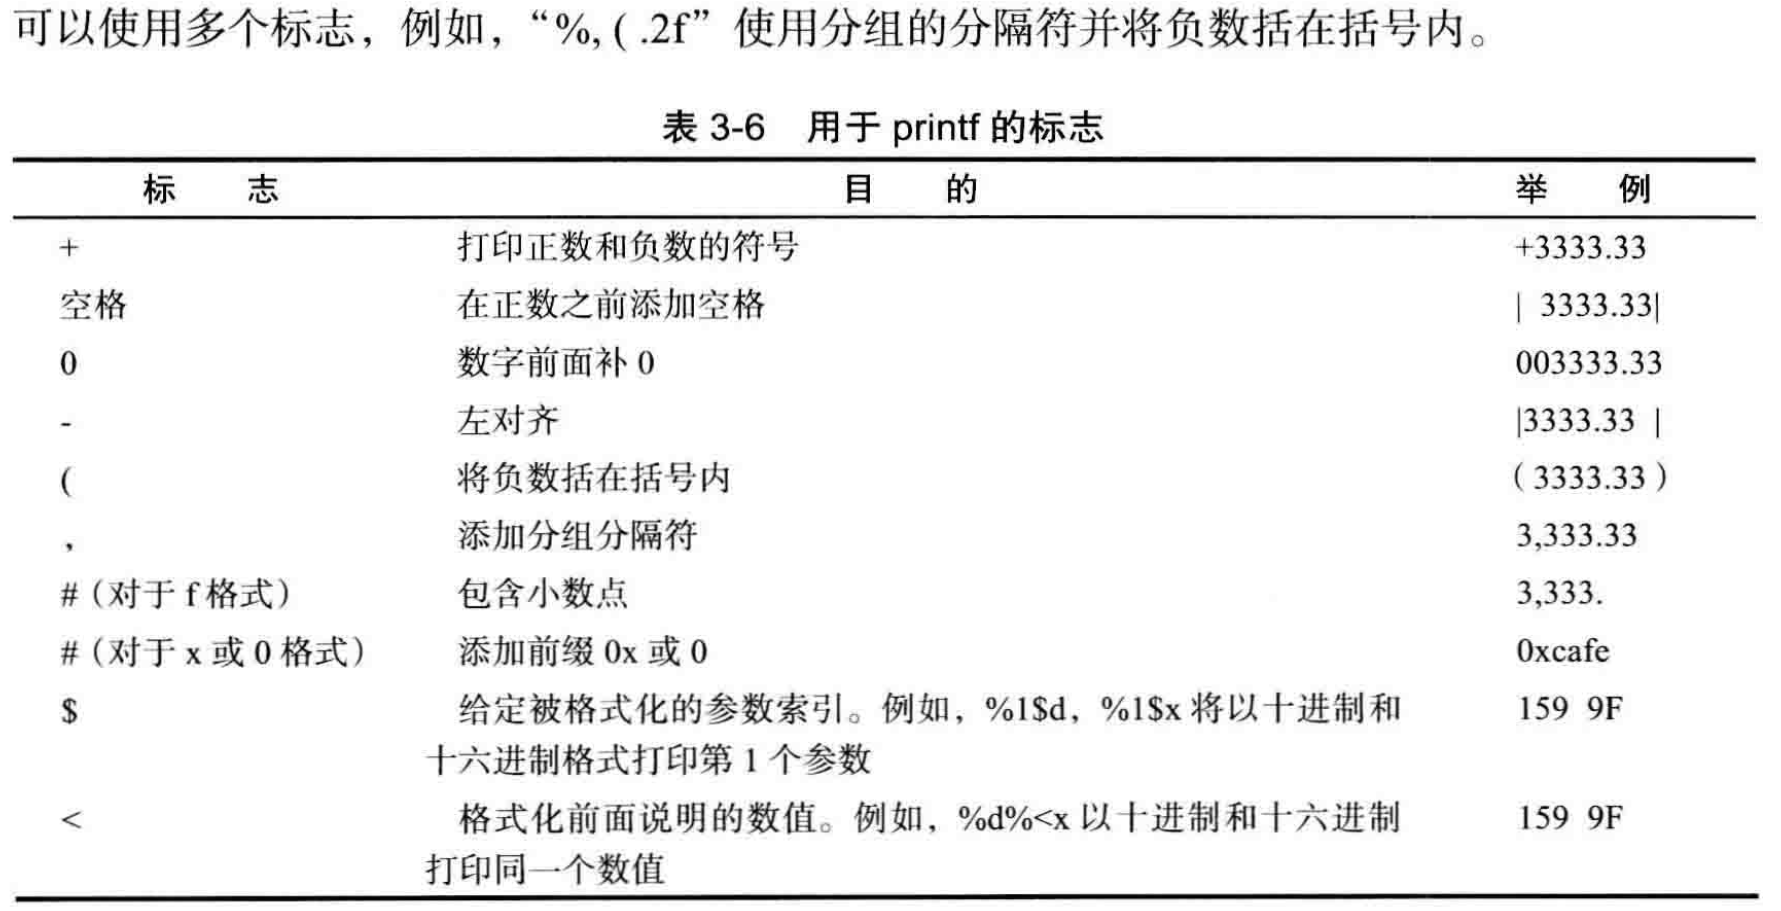 可以使用多个标志，例如，“%, ( .2f” 使用分组的分隔符并将负数括在括号内。
表 3-6 用于 printf 的标志
标 志 目 的 举 例
+ 打印正数和负数的符号 +3333.33
空格 在正数之前添加空格 | 3333.33|
0 数字前面补 0 003333.33
- 左对齐 |3333.33 |
( 将负数括在括号内 ( 3333.33 )
, 添加分组分隔符 3,333.33
#（对于 f 格式） 包含小数点 3,333.
#（对于 x 或 0 格式） 添加前缀 0x 或 0 0xcafe
$ 给定被格式化的参数索引。例如，%1$d，%1$x 将以十进制和 159 9F
十六进制格式打印第 1 个参数
< 格式化前面说明的数值。例如，%d%<x 以十进制和十六进制 159 9F
打印同一个数值